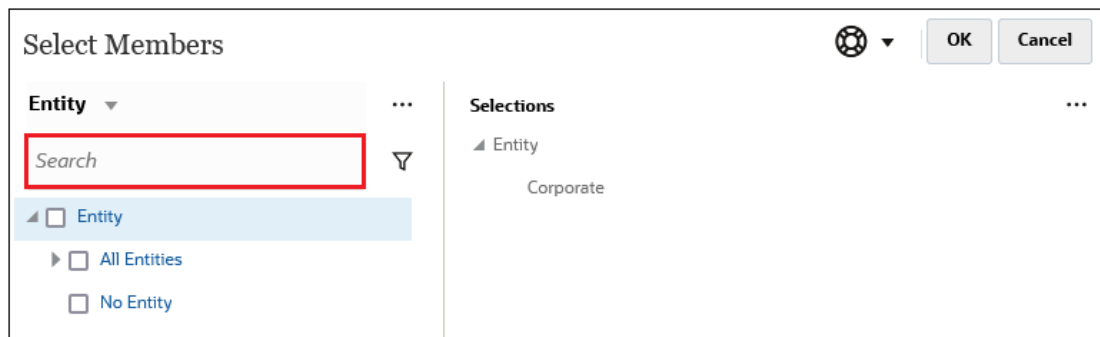 Select Members
OK
Cancel
Entity
Search
Entity
All Entities
No Entity
Selections
Entity
Corporate